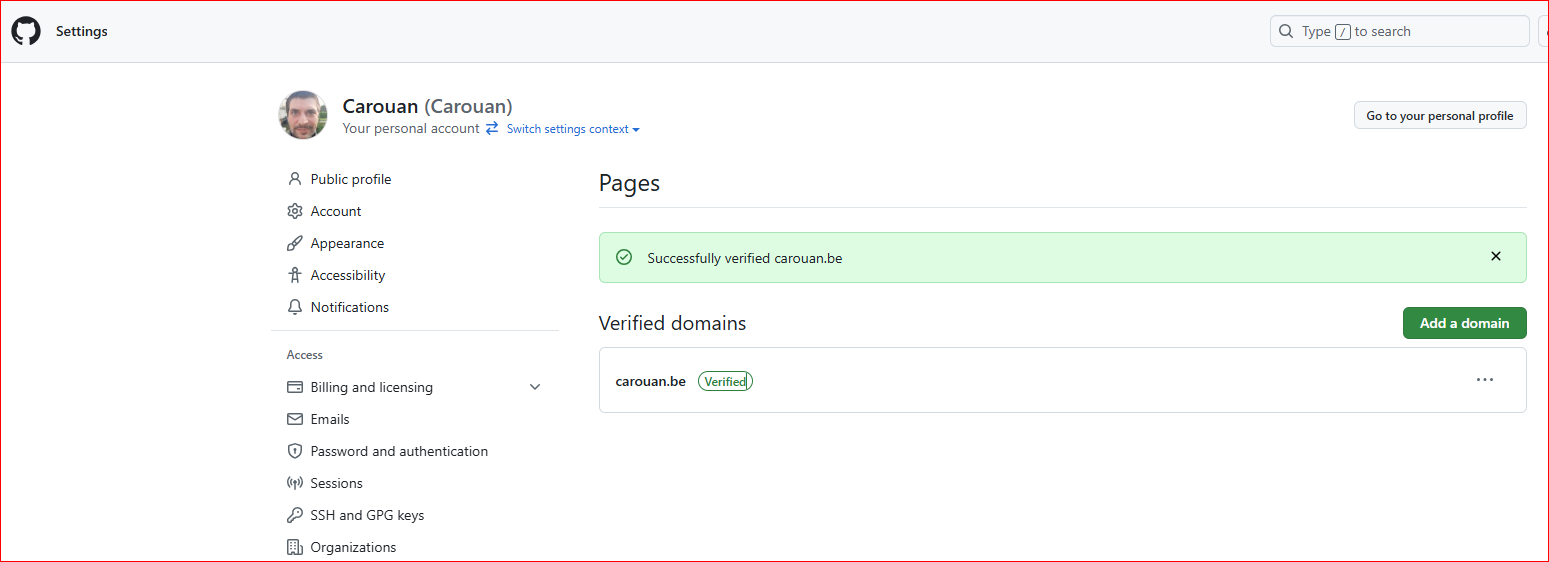 Settings
Type / to search
Carouan (Carouan)
Your personal account Switch settings context
Go to your personal profile
Public profile
Account
Appearance
Accessibility
Notifications
Access
Billing and licensing
Emails
Password and authentication
Sessions
SSH and GPG keys
Organizations
Pages
Successfully verified carouan.be
Verified domains
Add a domain
carouan.be Verified